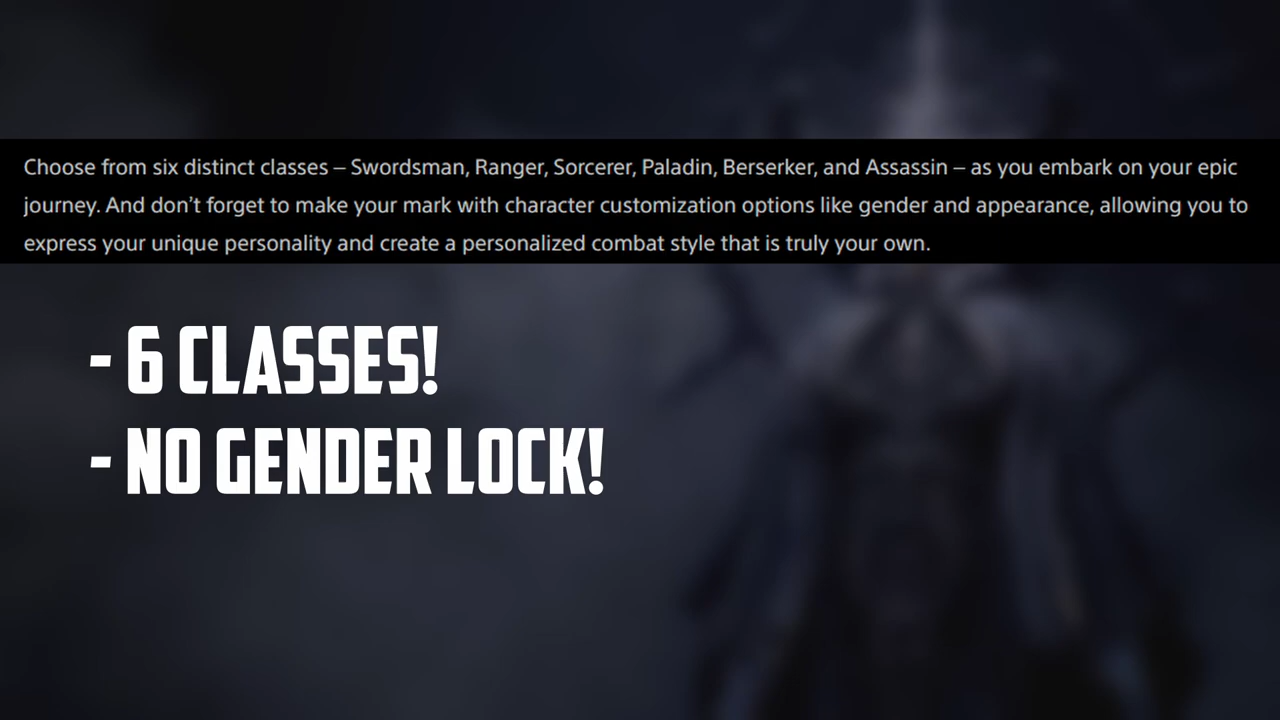 Choose from six distinct classes – Swordsman, Ranger, Sorcerer, Paladin, Berserker, and Assassin – as you embark on your epic
journey. And don’t forget to make your mark with character customization options like gender and appearance, allowing you to
express your unique personality and create a personalized combat style that is truly your own.
- 6 CLASSES!
- NO GENDER LOCK!